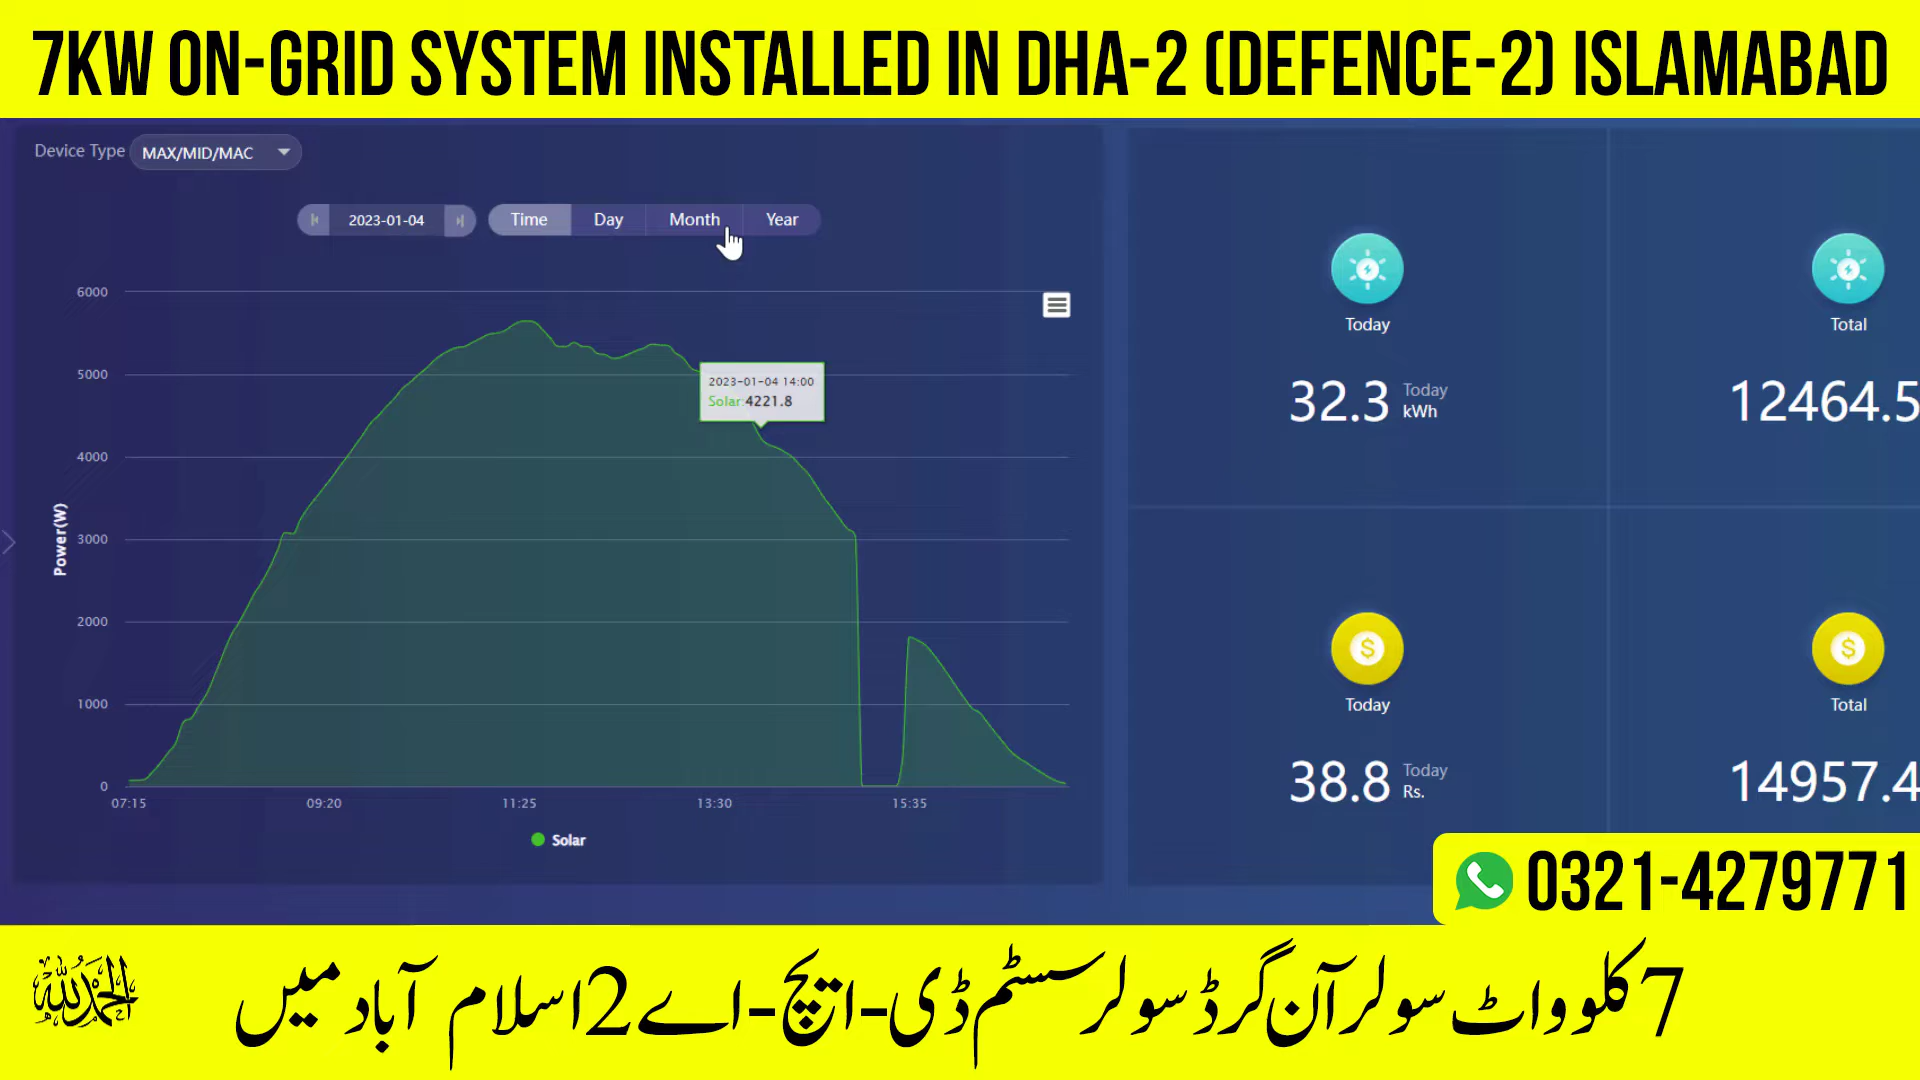 7KW ON-GRID SYSTEM INSTALLED IN DHA-2 (DEFENCE-2) ISLAMABAD
Device Type MAX/MID/MAC
2023-01-04 Time Day Month Year
6000
5000
4000
3000
2000
1000
0
Power(W)
2023-01-04 14:00
Solar:4221.8
07:15 09:20 11:25 13:30 15:35
Solar
Today
32.3 Today kWh
Total
12464.5
$
Today
38.8 Today Rs.
$
Total
14957.4
0321-4279771
7 کلو واٹ سولر آن گرڈ سولر سسٹم ڈی-ایچ-اے 2 اسلام آباد میں
الحمدللہ